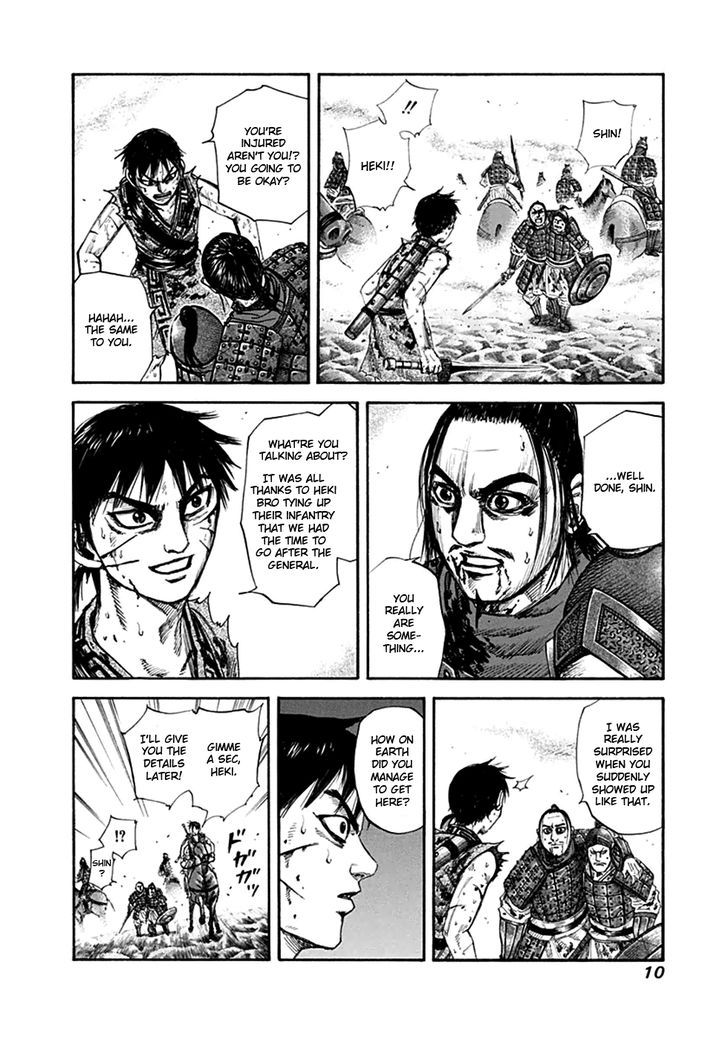 SHIN!
!!
HEKI!!
YOU'RE
INJURED
AREN'T YOU!?
YOU GOING
TO BE OKAY?
HAHAH...
THE SAME
TO YOU.
...WELL
DONE, SHIN.
YOU
REALLY
ARE
SOME-
THING...
WHAT'RE YOU
TALKING ABOUT?
IT WAS ALL
THANKS TO HEKI
BRO TYING UP
THEIR INFANTRY
THAT WE HAD
THE TIME TO
GO AFTER THE
GENERAL.
I WAS
REALLY
SURPRISED
WHEN YOU
SUDDENLY
SHOWED UP
LIKE THAT.
HOW ON
EARTH
DID YOU
MANAGE
TO GET
HERE?
GIMME
A SEC,
HEKI.
I'LL GIVE
YOU THE
DETAILS
LATER!
ドガガッ
!?
SHIN
?
10